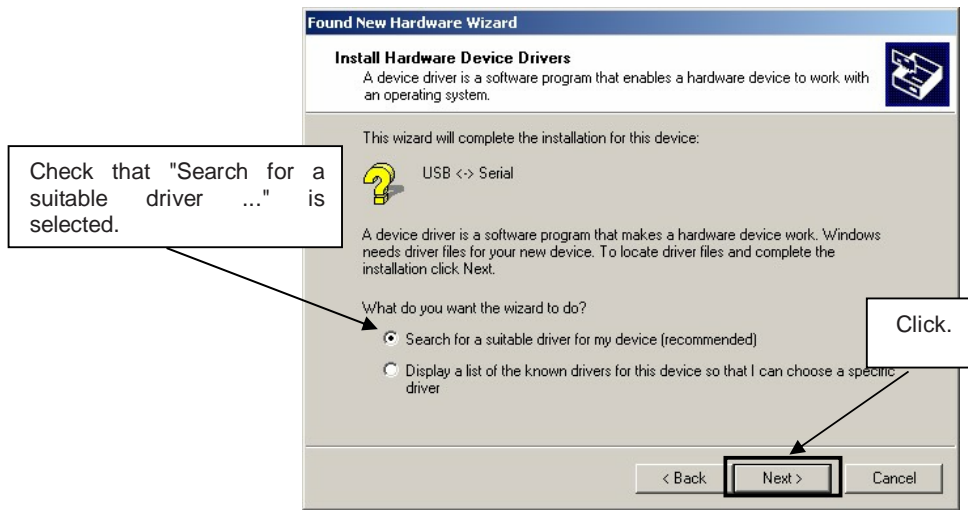 Found New Hardware Wizard
Install Hardware Device Drivers
A device driver is a software program that enables a hardware device to work with
an operating system.
This wizard will complete the installation for this device:
USB <-> Serial
Check that "Search for a
suitable driver ..." is
selected.
A device driver is a software program that makes a hardware device work. Windows
needs driver files for your new device. To locate driver files and complete the
installation click Next.
What do you want the wizard to do?
Search for a suitable driver for my device (recommended)
Display a list of the known drivers for this device so that I can choose a specific
driver
Click.
< Back
Next >
Cancel